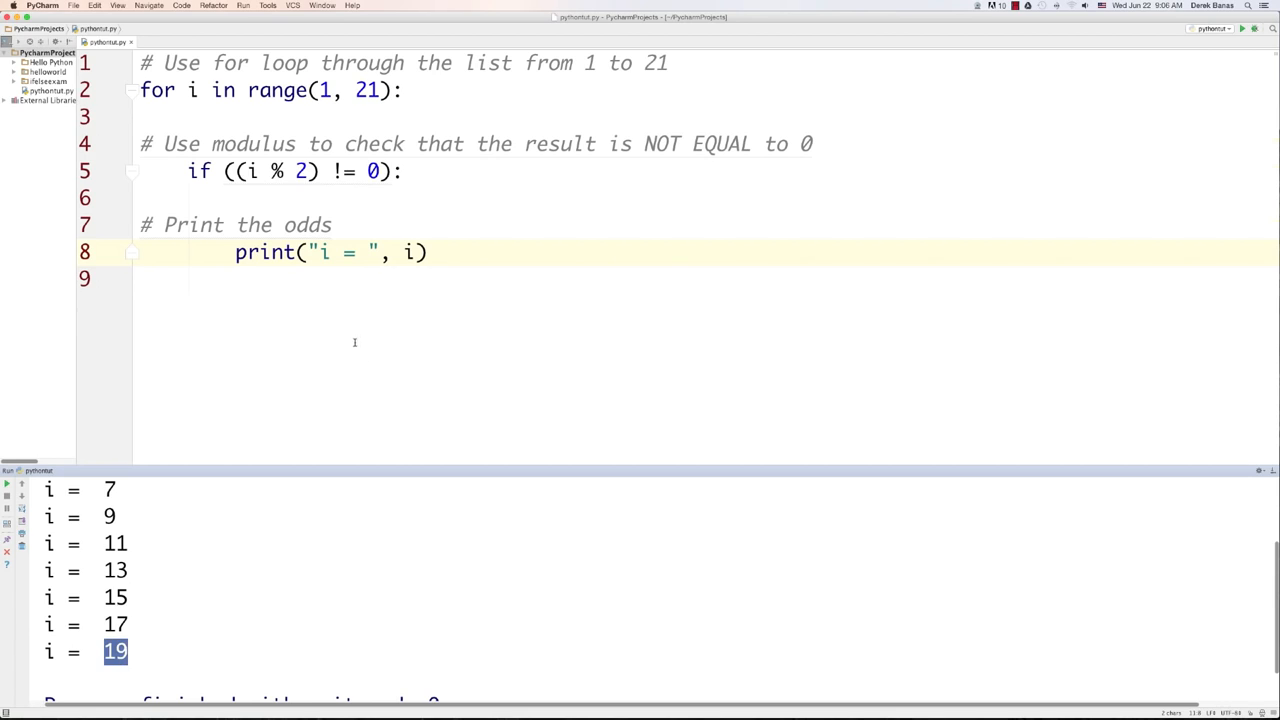 PyCharm File Edit View Navigate Code Refactor Run Tools VCS Window Help 10 Wed Jun 22 9:06 AM Derek Banas
pythontut.py - PycharmProjects - [~/PycharmProjects]
PycharmProjects pythontut.py pythontut
pythontut.py
PycharmProject
Hello Python
helloworld
ifelseexam
pythontut.py
External Librarie
1 # Use for loop through the list from 1 to 21
2 for i in range(1, 21):
3
4 # Use modulus to check that the result is NOT EQUAL to 0
5 if ((i % 2) != 0):
6
7 # Print the odds
8 print("i = ", i)
9
Run pythontut
i = 7
i = 9
i = 11
i = 13
i = 15
i = 17
i = 19
2 chars 11:8 LF UTF-8